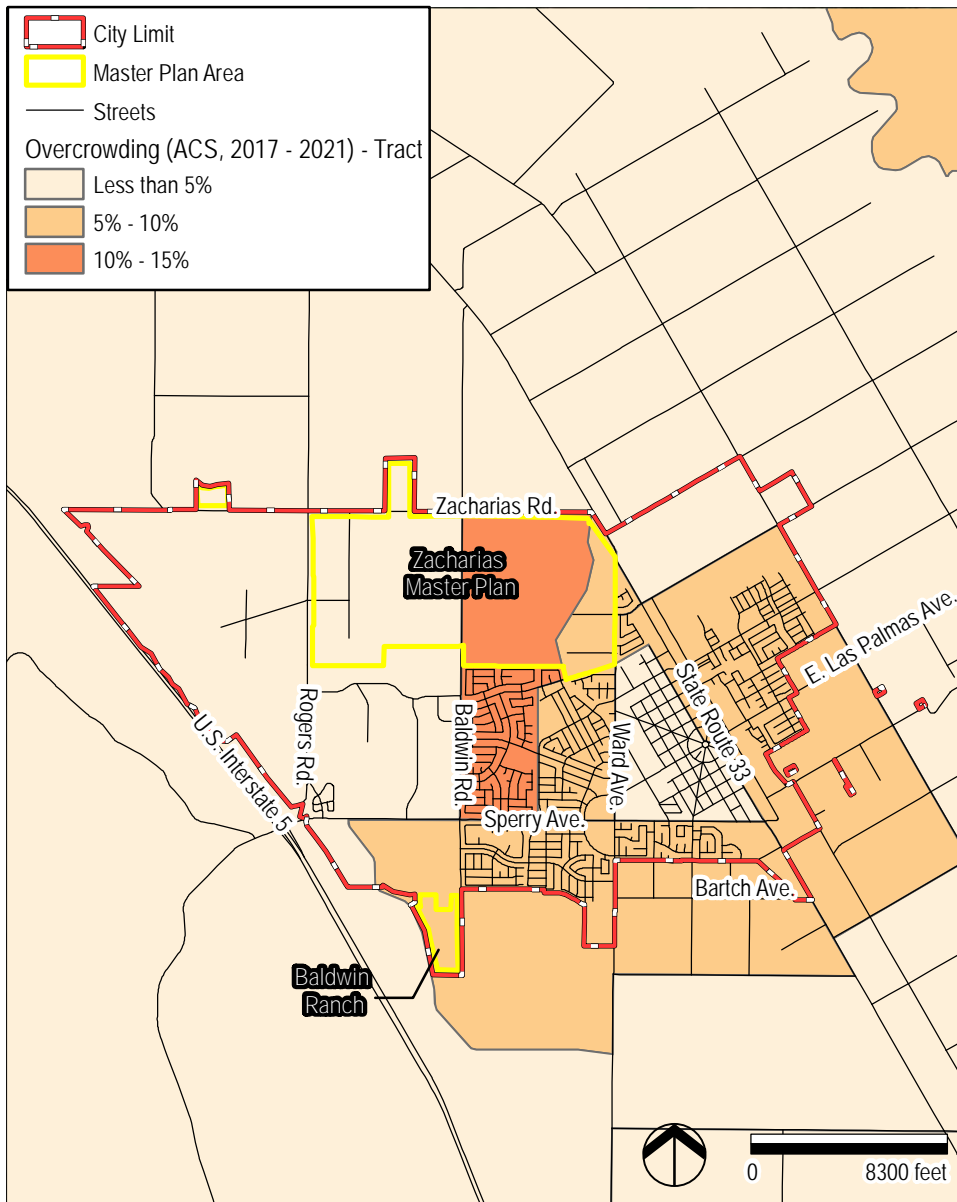 City Limit
Master Plan Area
Streets
Overcrowding (ACS, 2017 - 2021) - Tract
Less than 5%
5% - 10%
10% - 15%
Zacharias Rd.
Zacharias
Master Plan
E. Las Palmas Ave.
State Route 33
Rogers Rd.
Baldwin Rd.
Ward Ave.
U.S. Interstate 5
Sperry Ave.
Bartch Ave.
Baldwin
Ranch
0 8300 feet